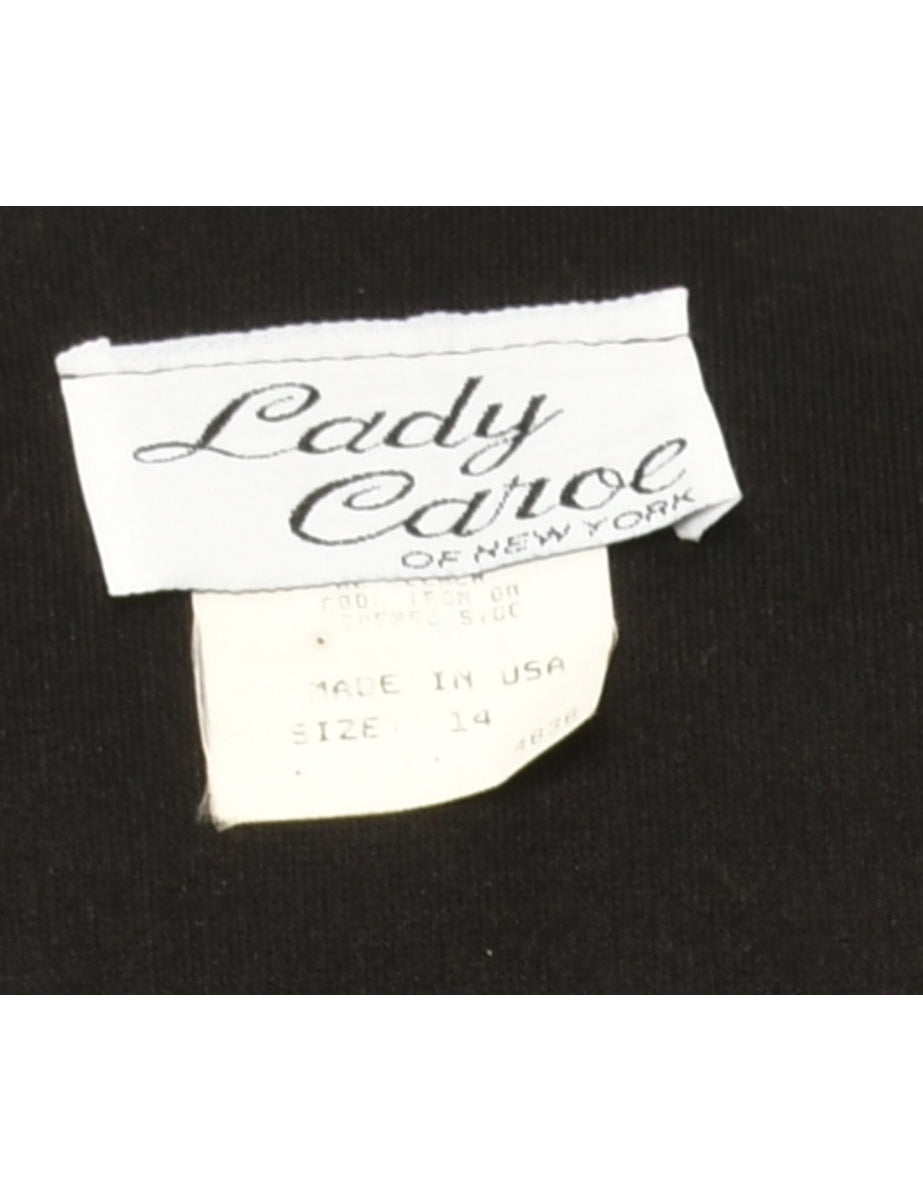 Lady
Carol
OF NEW YORK
COOL IRON ON
REVERSE SIDE
MADE IN USA
SIZE: 14